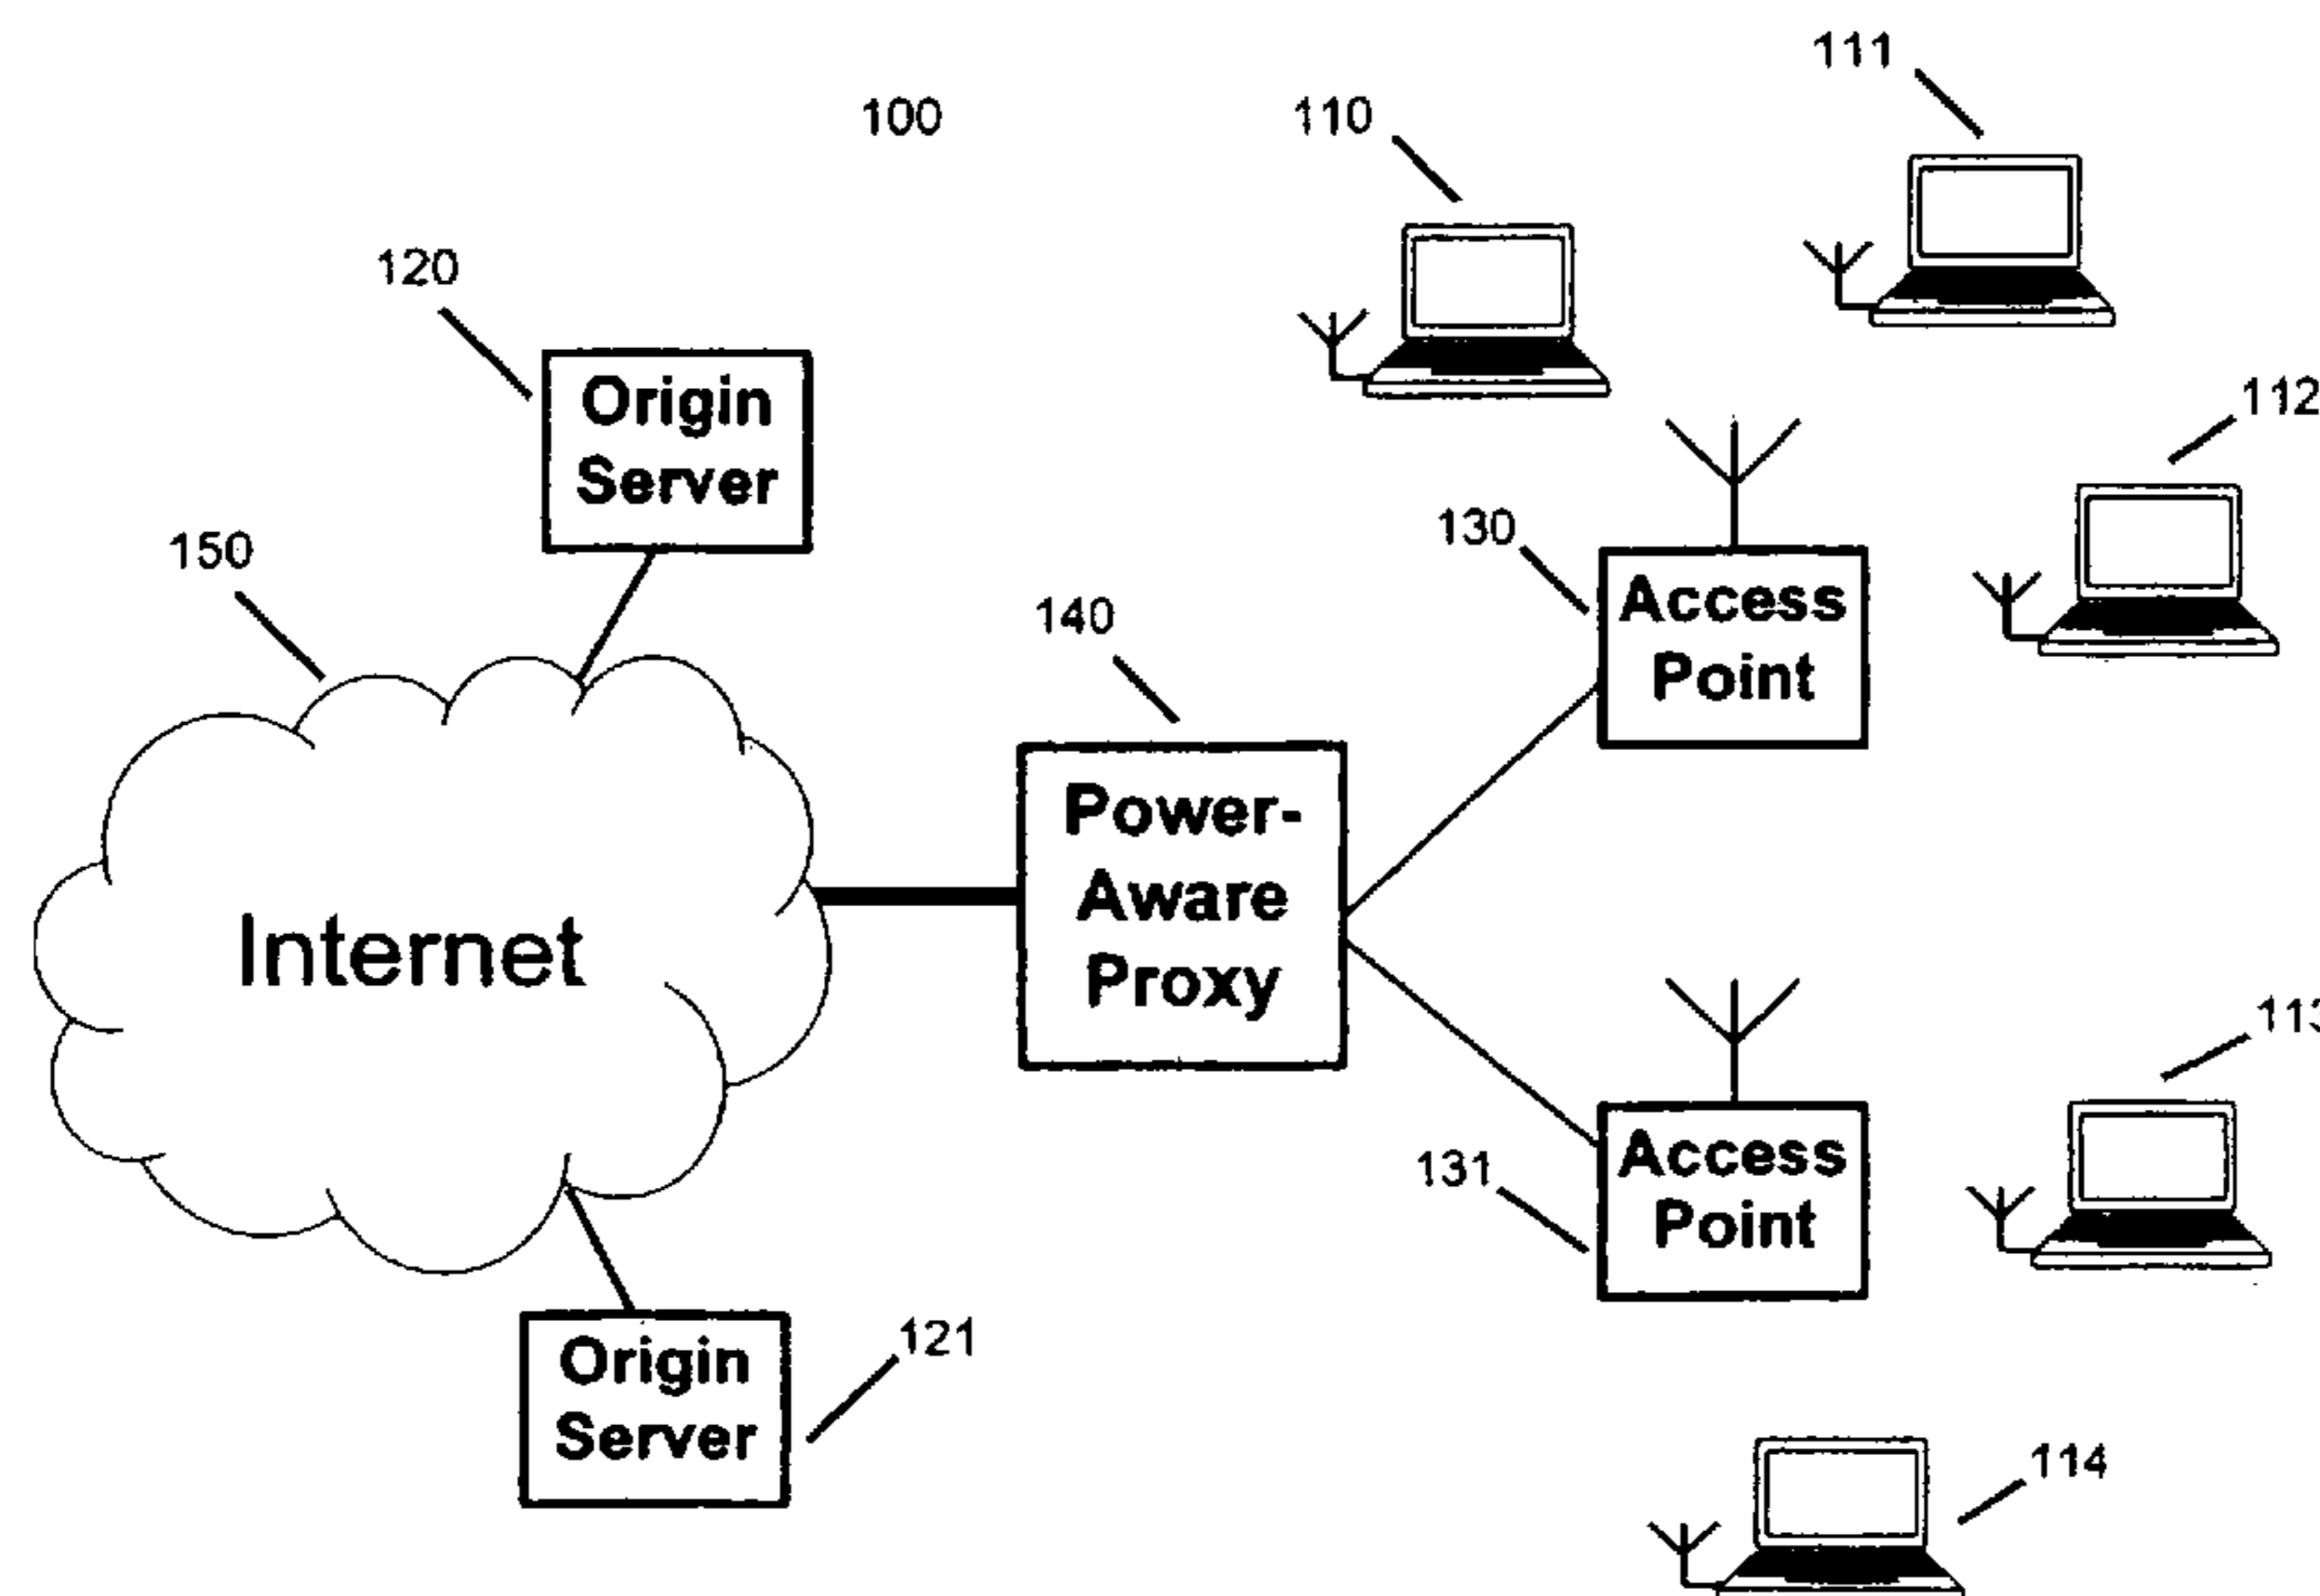 111
100
110
120
Origin
Server
112
130
150
Access
Point
140
Power-
Aware
Proxy
Internet
113
Access
Point
131
121
Origin
Server
114